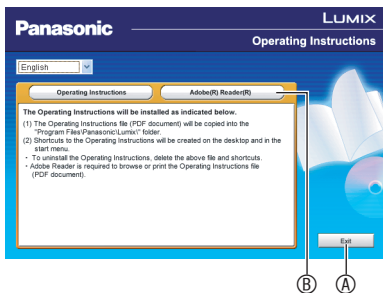 Panasonic
LUMIX
Operating Instructions
English
Operating Instructions
Adobe(R) Reader(R)
The Operating Instructions will be installed as indicated below.
(1) The Operating Instructions file (PDF document) will be copied into the
"Program Files\Panasonic\Lumix\" folder.
(2) Shortcuts to the Operating Instructions will be created on the desktop and in the
start menu.
· To uninstall the Operating Instructions, delete the above file and shortcuts.
· Adobe Reader is required to browse or print the Operating Instructions file
(PDF document).
Exit
Ⓑ Ⓐ